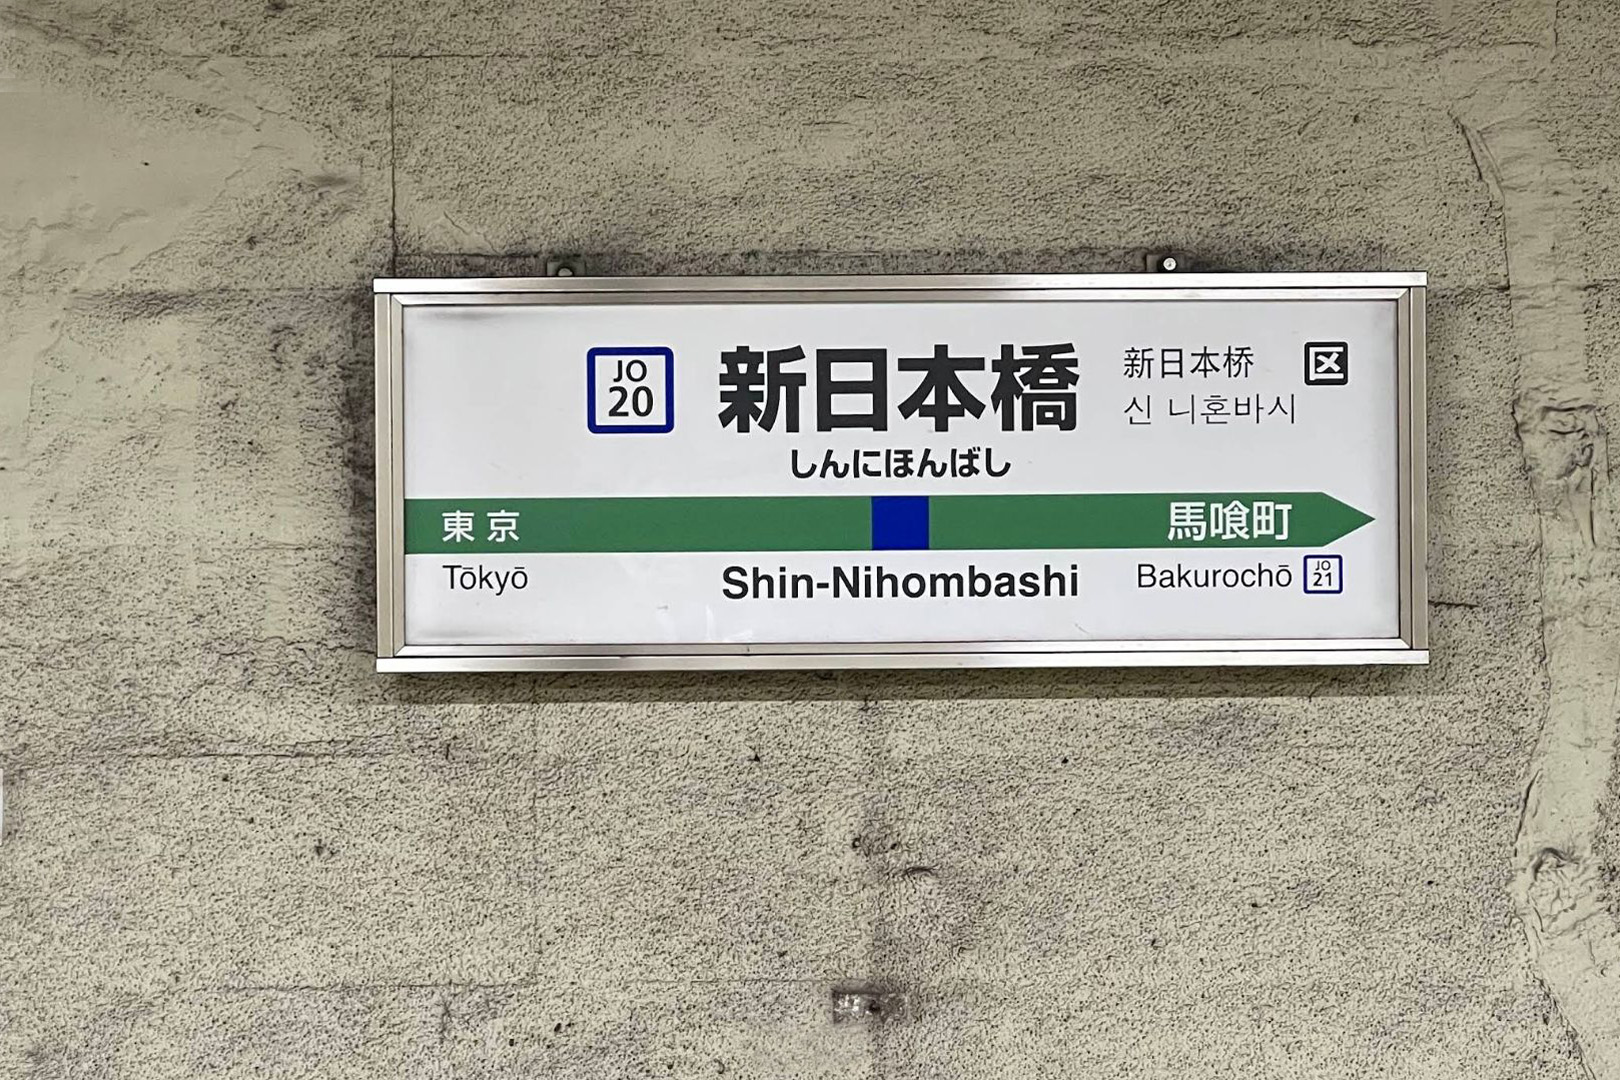 JO
20
新日本橋
新日本桥
신 니혼바시
区
しんにほんばし
東京
馬喰町
Tōkyō
Shin-Nihombashi
Bakurochō
JO
21